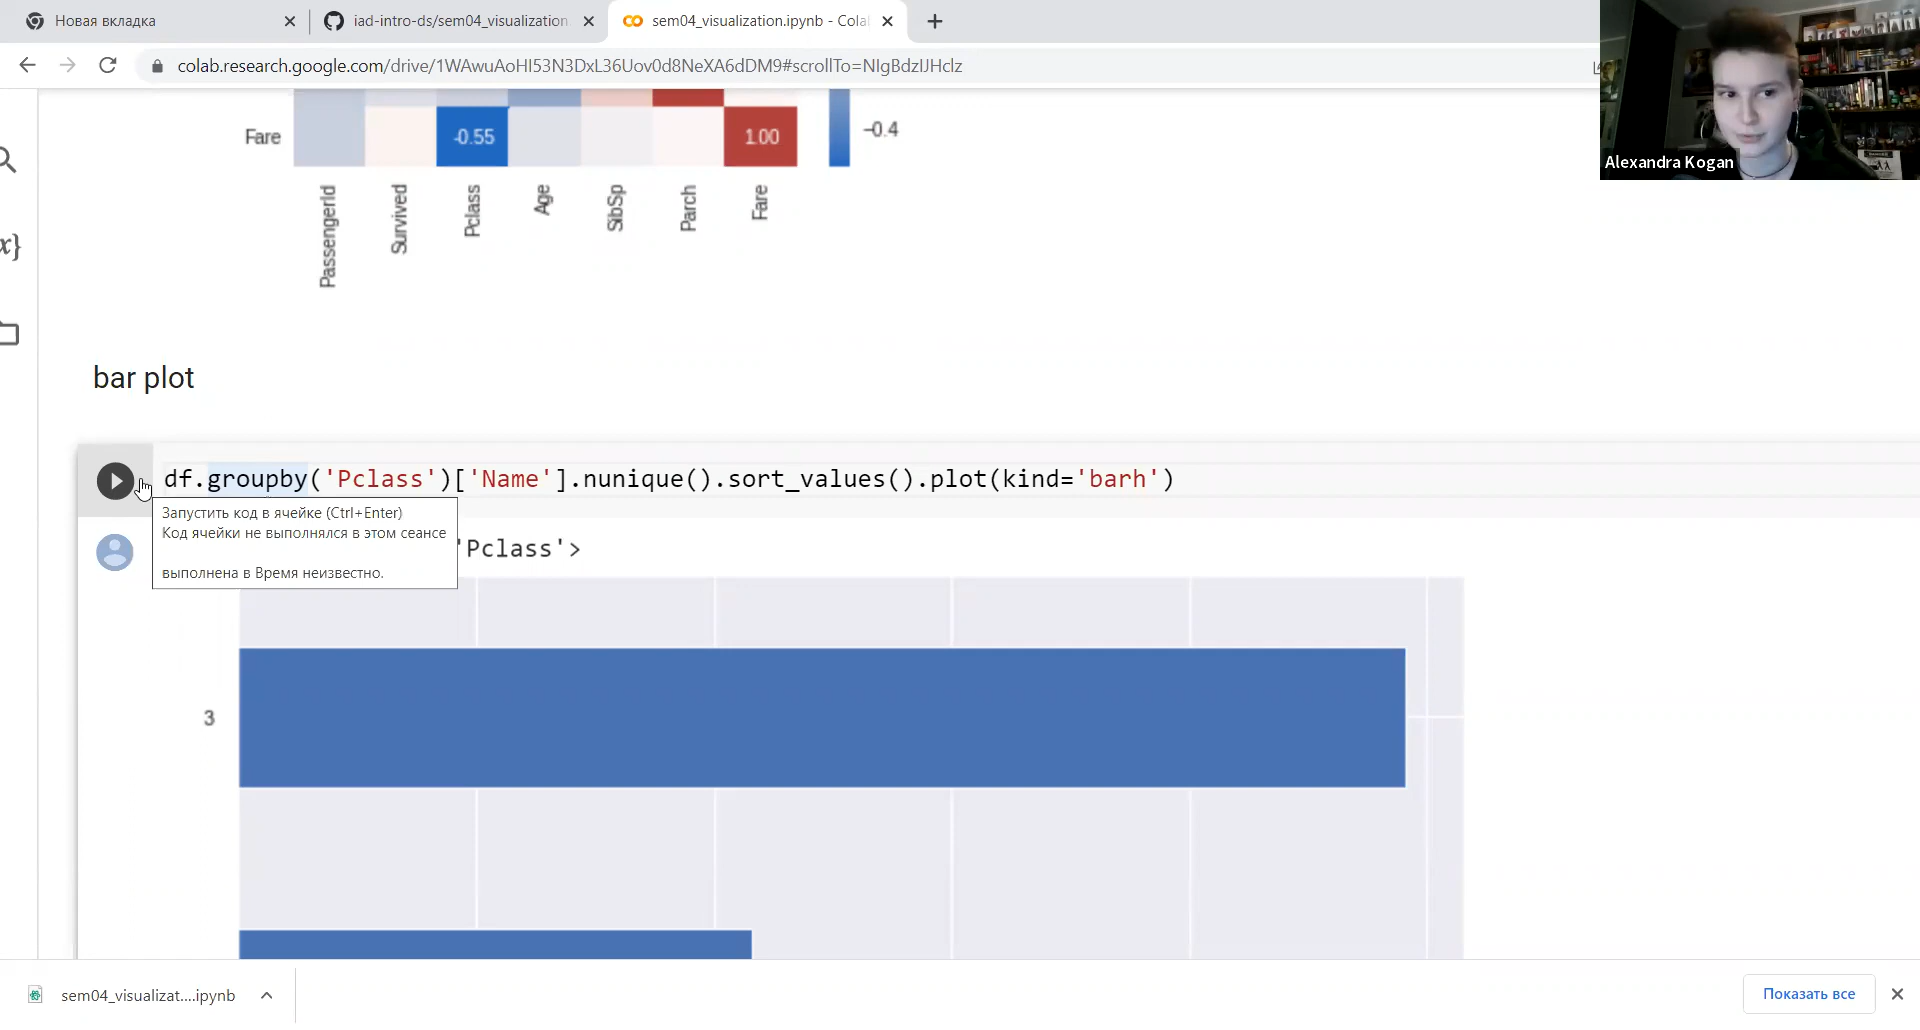 Новая вкладка
iad-intro-ds/sem04_visualization
sem04_visualization.ipynb - Cola
colab.research.google.com/drive/1WAwuAoHI53N3DxL36Uov0d8NeXA6dDM9#scrollTo=NIgBdzIJHclz
Alexandra Kogan
Fare
-0.55
1.00
−0.4
PassengerId
Survived
Pclass
Age
SibSp
Parch
Fare
x}
bar plot
df.groupby('Pclass')['Name'].nunique().sort_values().plot(kind='barh')
Запустить код в ячейке (Ctrl+Enter)
Код ячейки не выполнялся в этом сеансе
выполнена в Время неизвестно.
'Pclass'>
3
sem04_visualizat....ipynb
Показать все